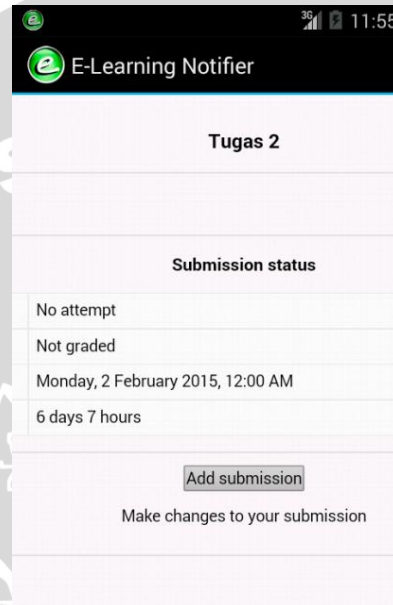 3G 11:55
E-Learning Notifier
Tugas 2
Submission status
No attempt
Not graded
Monday, 2 February 2015, 12:00 AM
6 days 7 hours
Add submission
Make changes to your submission